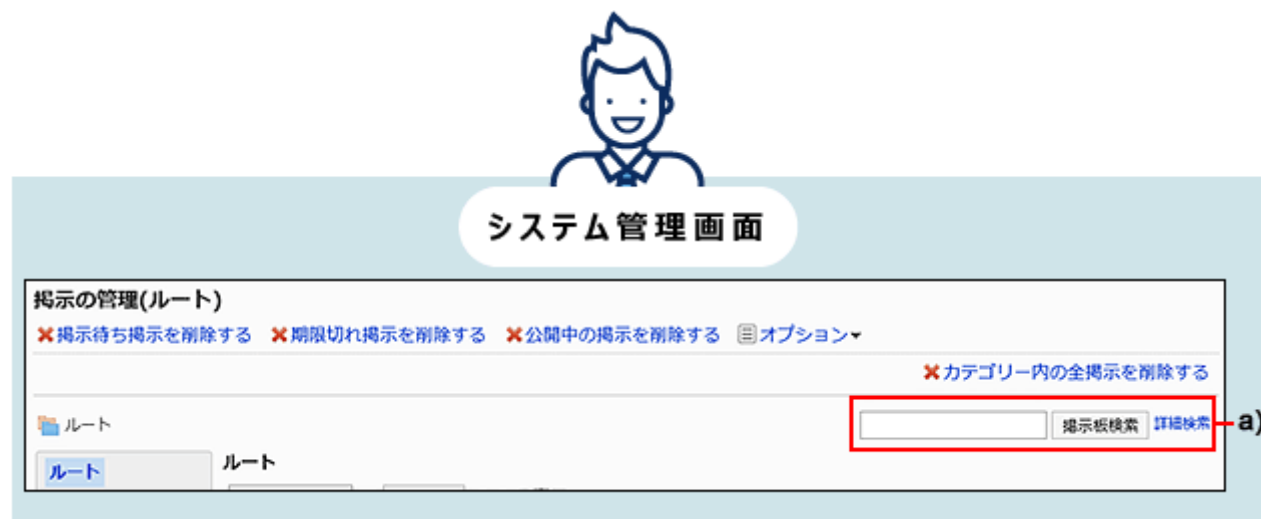 システム管理画面
掲示の管理(ルート)
掲示待ち掲示を削除する 期限切れ掲示を削除する 公開中の掲示を削除する オプション
カテゴリー内の全掲示を削除する
ルート 掲示板検索 詳細検索 a)
ルート ルート